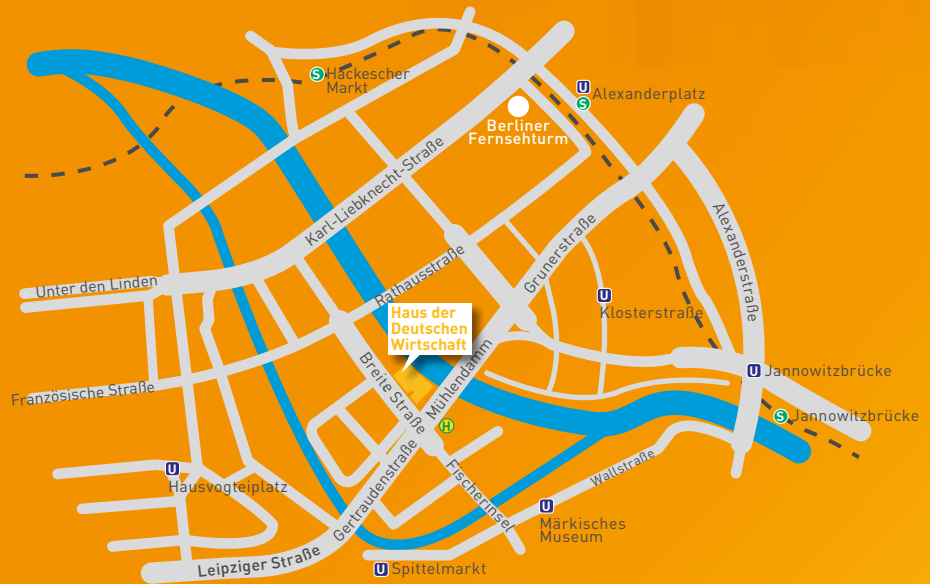 S Hackescher
Markt
U Alexanderplatz
S
Berliner
Fernsehturm
Karl-Liebknecht-Straße
Grunerstraße
Alexanderstraße
Unter den Linden
Rathausstraße
U
Klosterstraße
Haus der
Deutschen
Wirtschaft
Französische Straße
Breite Straße
Mühlendamm
H
U Jannowitzbrücke
S Jannowitzbrücke
U
Hausvogteiplatz
Gertraudenstraße
Fischerinsel
Wallstraße
U
Märkisches
Museum
Leipziger Straße
U Spittelmarkt